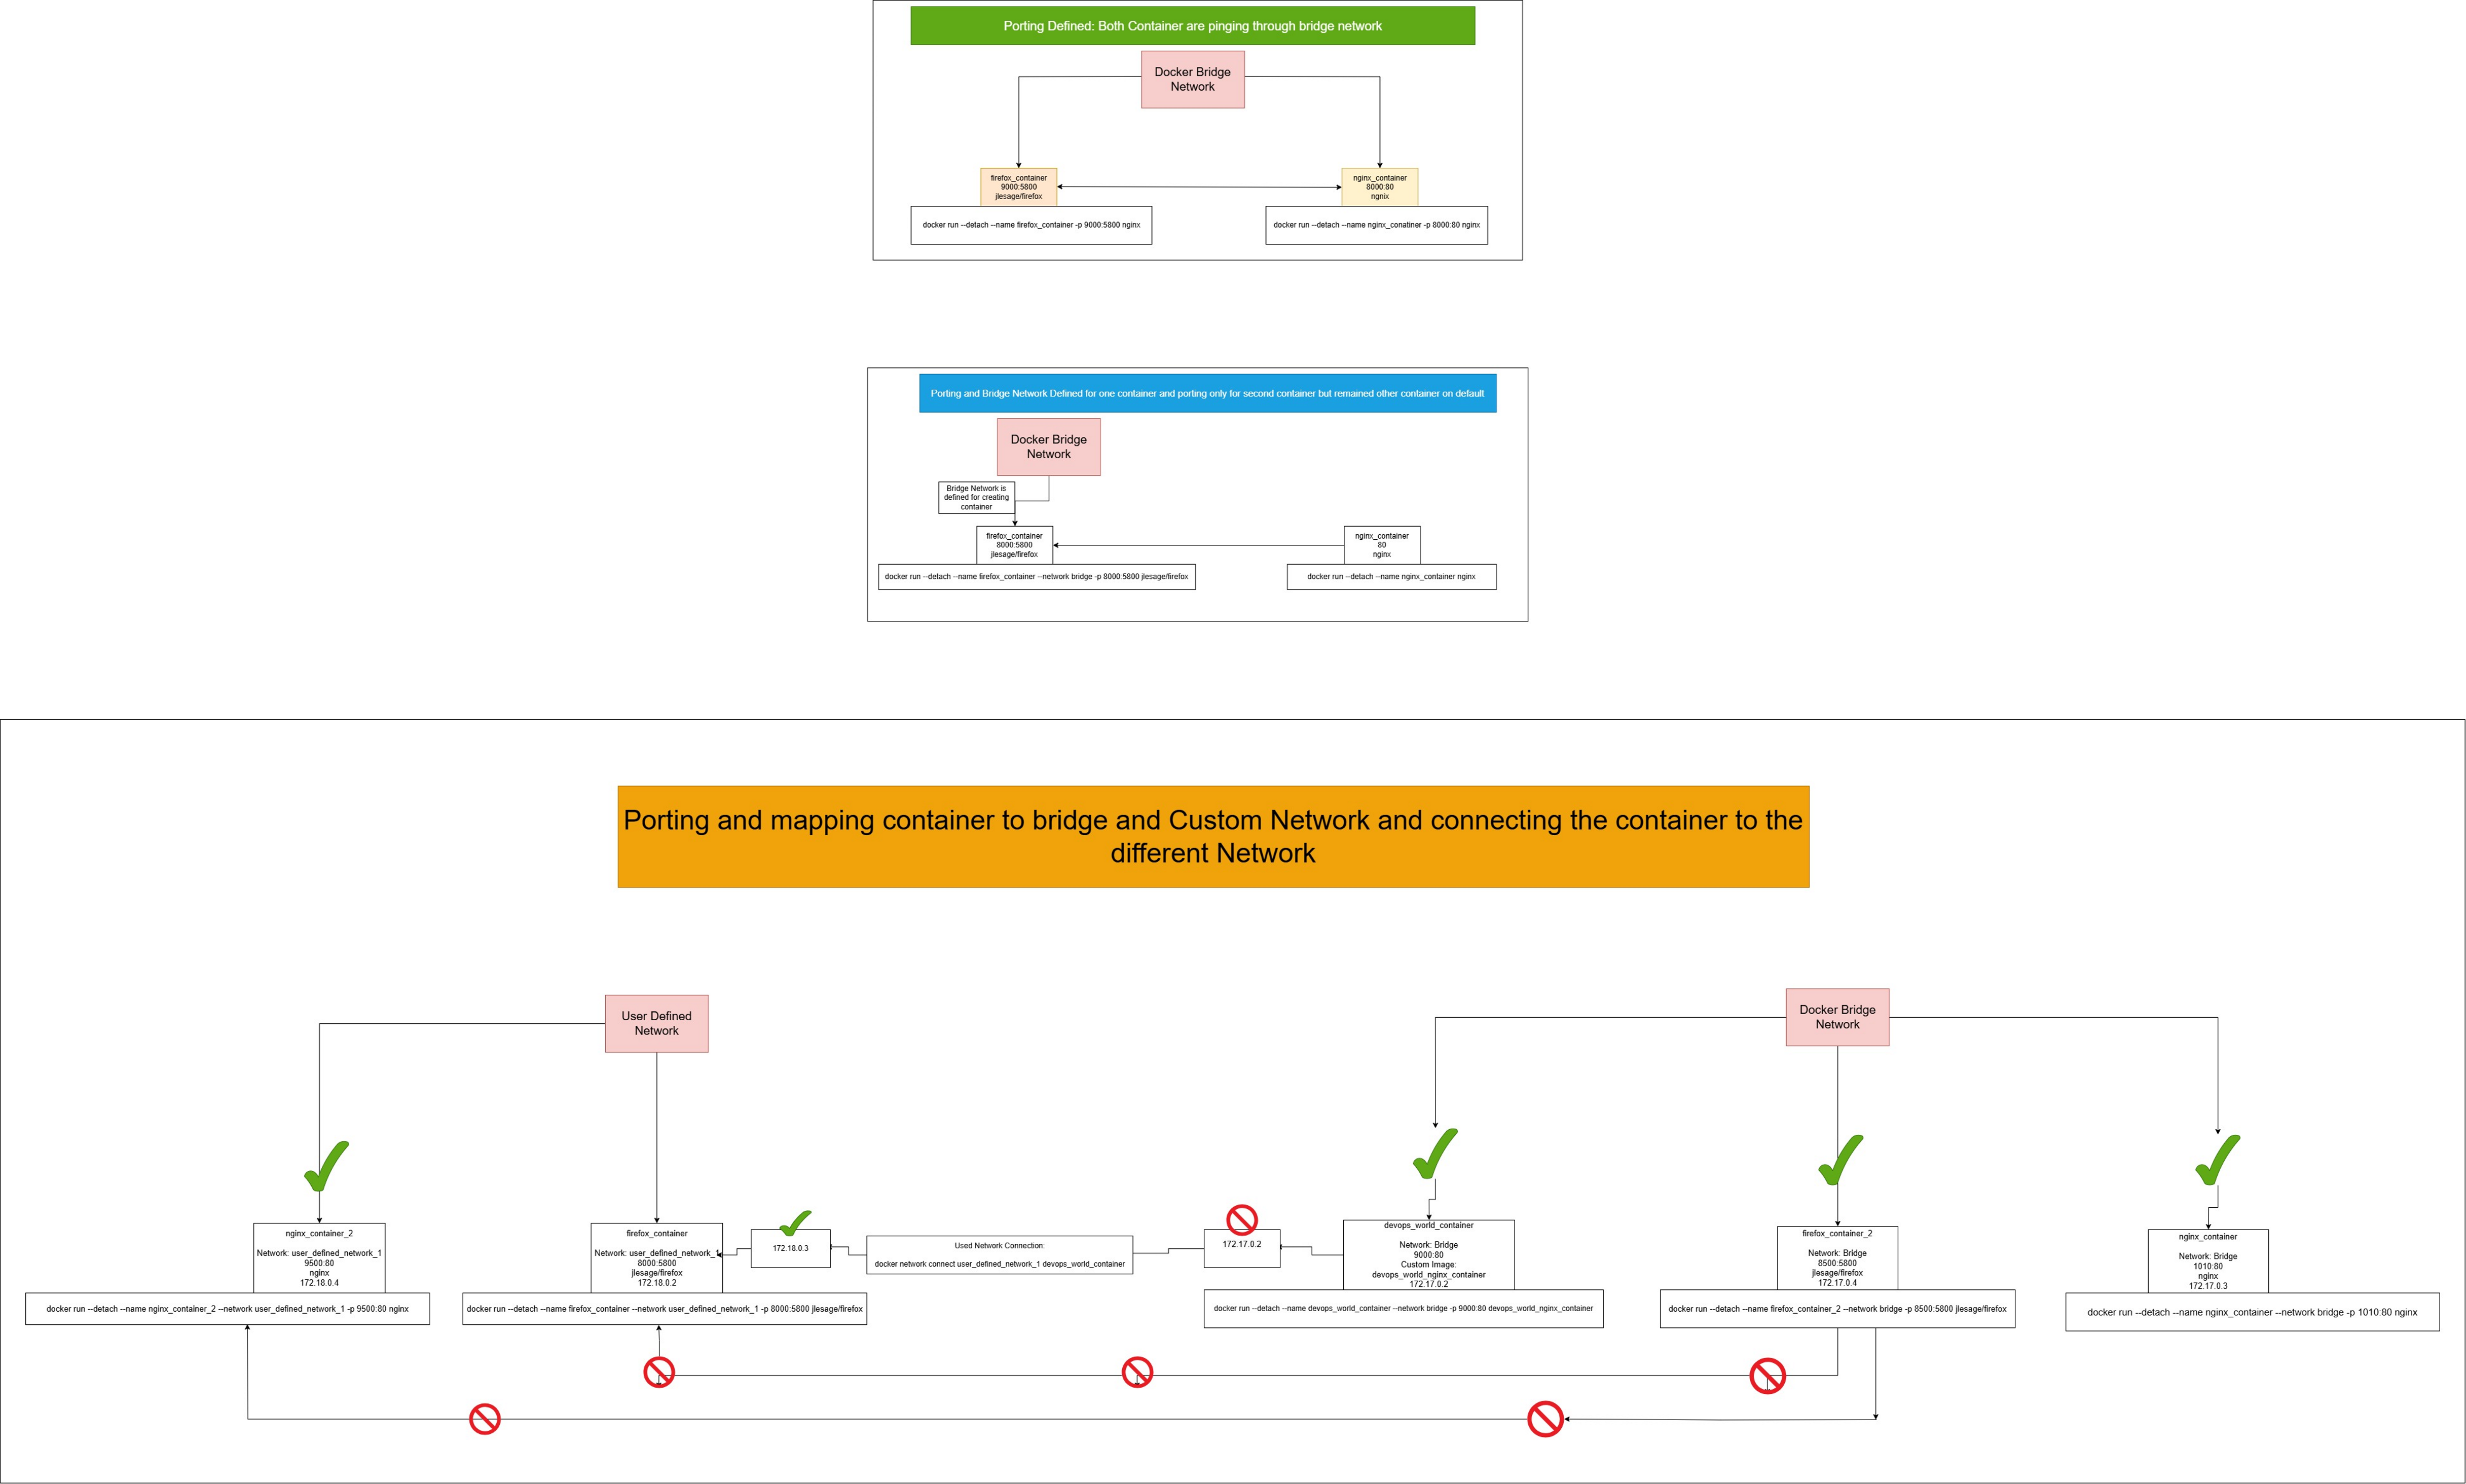 Porting Defined: Both Container are pinging through bridge network
Docker Bridge
Network
firefox_container
9000:5800
jlesage/firefox
nginx_container
8000:80
ngnix
docker run --detach --name firefox_container -p 9000:5800 nginx
docker run --detach --name nginx_conatiner -p 8000:80 nginx
Porting and Bridge Network Defined for one container and porting only for second container but remained other container on default
Docker Bridge
Network
Bridge Network is
defined for creating
container
firefox_container
8000:5800
jlesage/firefox
nginx_container
80
nginx
docker run --detach --name firefox_container --network bridge -p 8000:5800 jlesage/firefox
docker run --detach --name nginx_container nginx
Porting and mapping container to bridge and Custom Network and connecting the container to the
different Network
User Defined
Network
Docker Bridge
Network
nginx_container_2
Network: user_defined_network_1
9500:80
nginx
172.18.0.4
docker run --detach --name nginx_container_2 --network user_defined_network_1 -p 9500:80 nginx
firefox_container
Network: user_defined_network_1
8000:5800
jlesage/firefox
172.18.0.2
docker run --detach --name firefox_container --network user_defined_network_1 -p 8000:5800 jlesage/firefox
172.18.0.3
Used Network Connection:
docker network connect user_defined_network_1 devops_world_container
172.17.0.2
devops_world_container
Network: Bridge
9000:80
Custom Image:
devops_world_nginx_container
172.17.0.2
docker run --detach --name devops_world_container --network bridge -p 9000:80 devops_world_nginx_container
firefox_container_2
Network: Bridge
8500:5800
jlesage/firefox
172.17.0.4
docker run --detach --name firefox_container_2 --network bridge -p 8500:5800 jlesage/firefox
nginx_container
Network: Bridge
1010:80
nginx
172.17.0.3
docker run --detach --name nginx_container --network bridge -p 1010:80 nginx